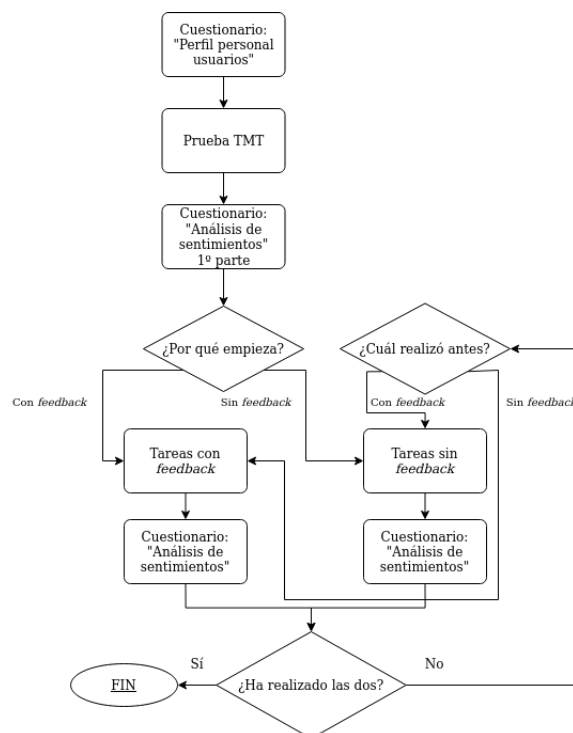 Cuestionario:
"Perfil personal
usuarios"
Prueba TMT
Cuestionario:
"Análisis de
sentimientos"
1º parte
¿Por qué empieza?
¿Cuál realizó antes?
Con feedback
Sin feedback
Con feedback
Sin feedback
Tareas con
feedback
Tareas sin
feedback
Cuestionario:
"Análisis de
sentimientos"
Cuestionario:
"Análisis de
sentimientos"
Sí
No
FIN
¿Ha realizado las dos?